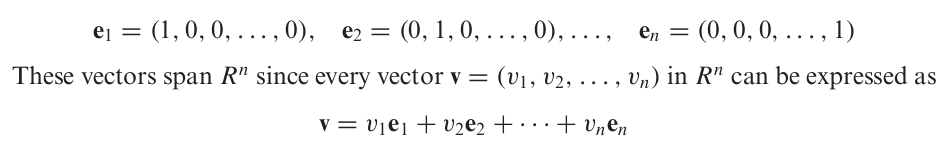 e₁ = (1, 0, 0, . . . , 0), e₂ = (0, 1, 0, . . . , 0), . . . , eₙ = (0, 0, 0, . . . , 1)
These vectors span Rⁿ since every vector v = (v₁, v₂, . . . , vₙ) in Rⁿ can be expressed as
v = v₁e₁ + v₂e₂ + · · · + vₙeₙ